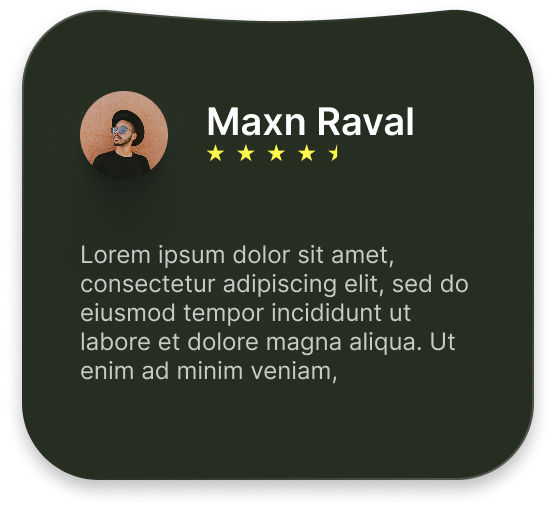 Maxn Raval
Lorem ipsum dolor sit amet,
consectetur adipiscing elit, sed do
eiusmod tempor incididunt ut
labore et dolore magna aliqua. Ut
enim ad minim veniam,